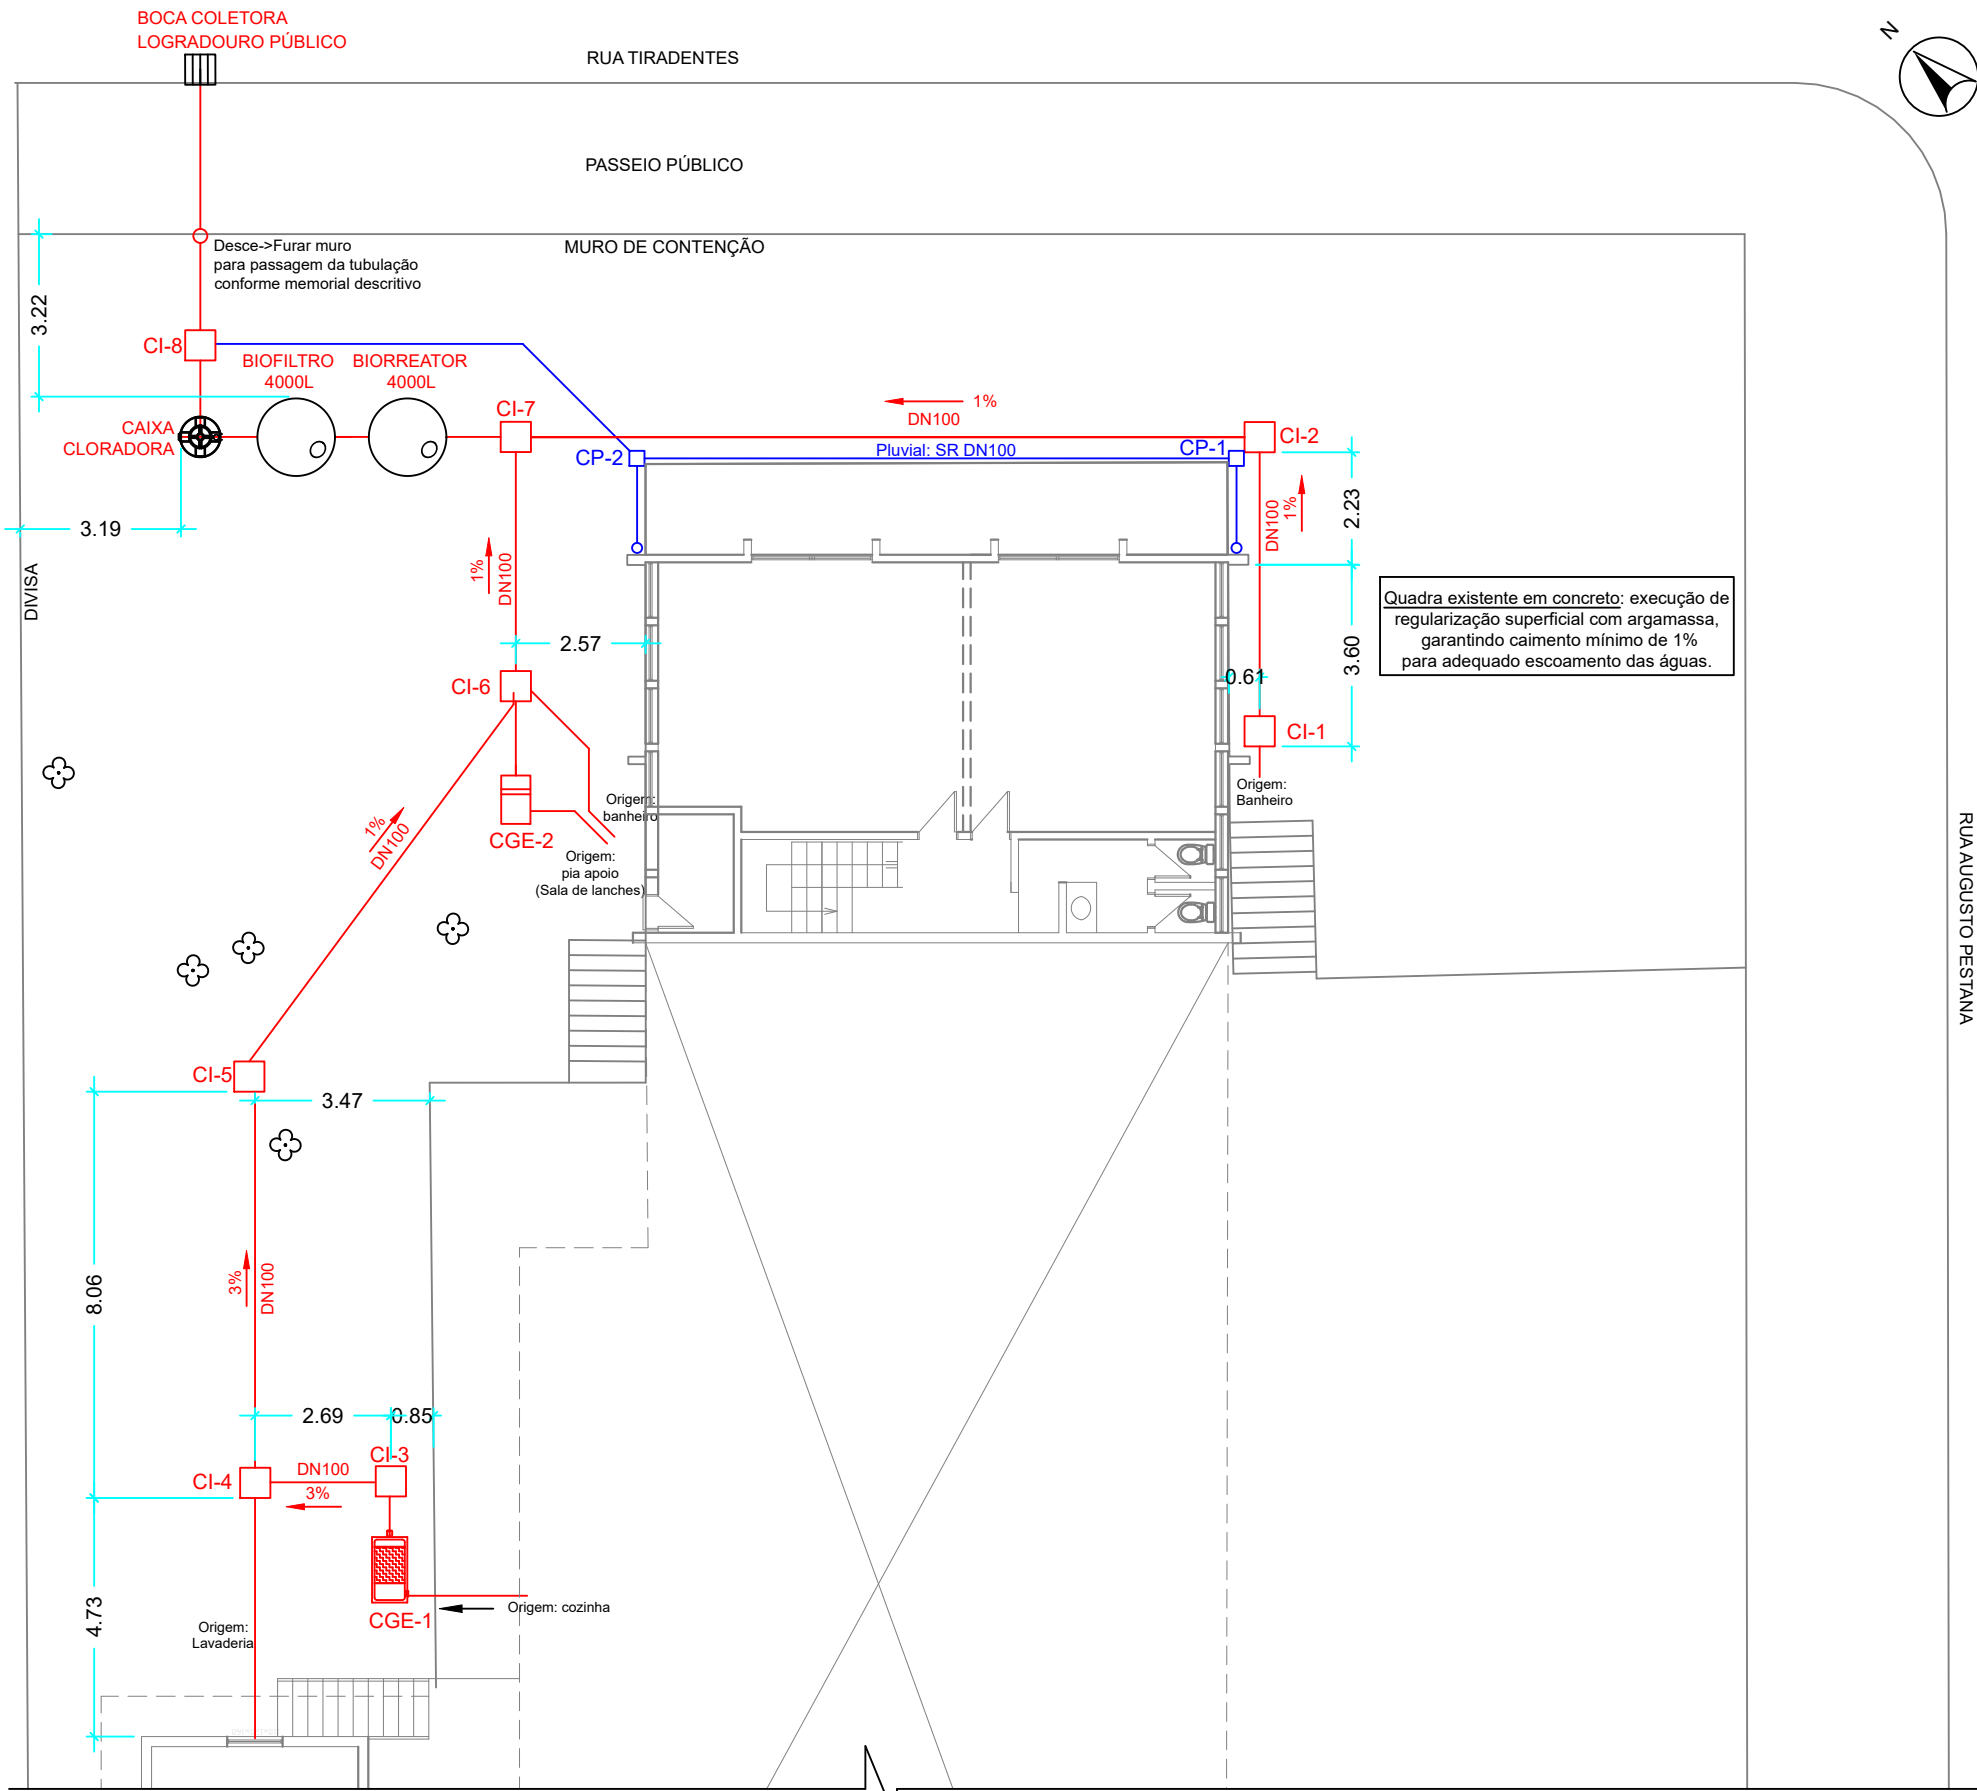 BOCA COLETORA
LOGRADOURO PÚBLICO
RUA TIRADENTES
N
PASSEIO PÚBLICO
MURO DE CONTENÇÃO
Desce->Furar muro
para passagem da tubulação
conforme memorial descritivo
3.22
CI-8
BIOFILTRO
4000L
BIORREATOR
4000L
CI-7
1%
DN100
CI-2
CAIXA
CLORADORA
CP-2
Pluvial: SR DN100
CP-1
3.19
2.23
DN100
1%
DIVISA
1%
DN100
Quadra existente em concreto: execução de
regularização superficial com argamassa,
garantindo caimento mínimo de 1%
para adequado escoamento das águas.
2.57
3.60
0.61
CI-6
CI-1
Origem:
Banheiro
Origem:
banheiro
CGE-2
1%
DN100
Origem:
pia apoio
(Sala de lanches)
RUA AUGUSTO PESTANA
CI-5
3.47
8.06
3%
DN100
2.69
0.85
CI-3
CI-4
DN100
3%
4.73
CGE-1
Origem: cozinha
Origem:
Lavaderia